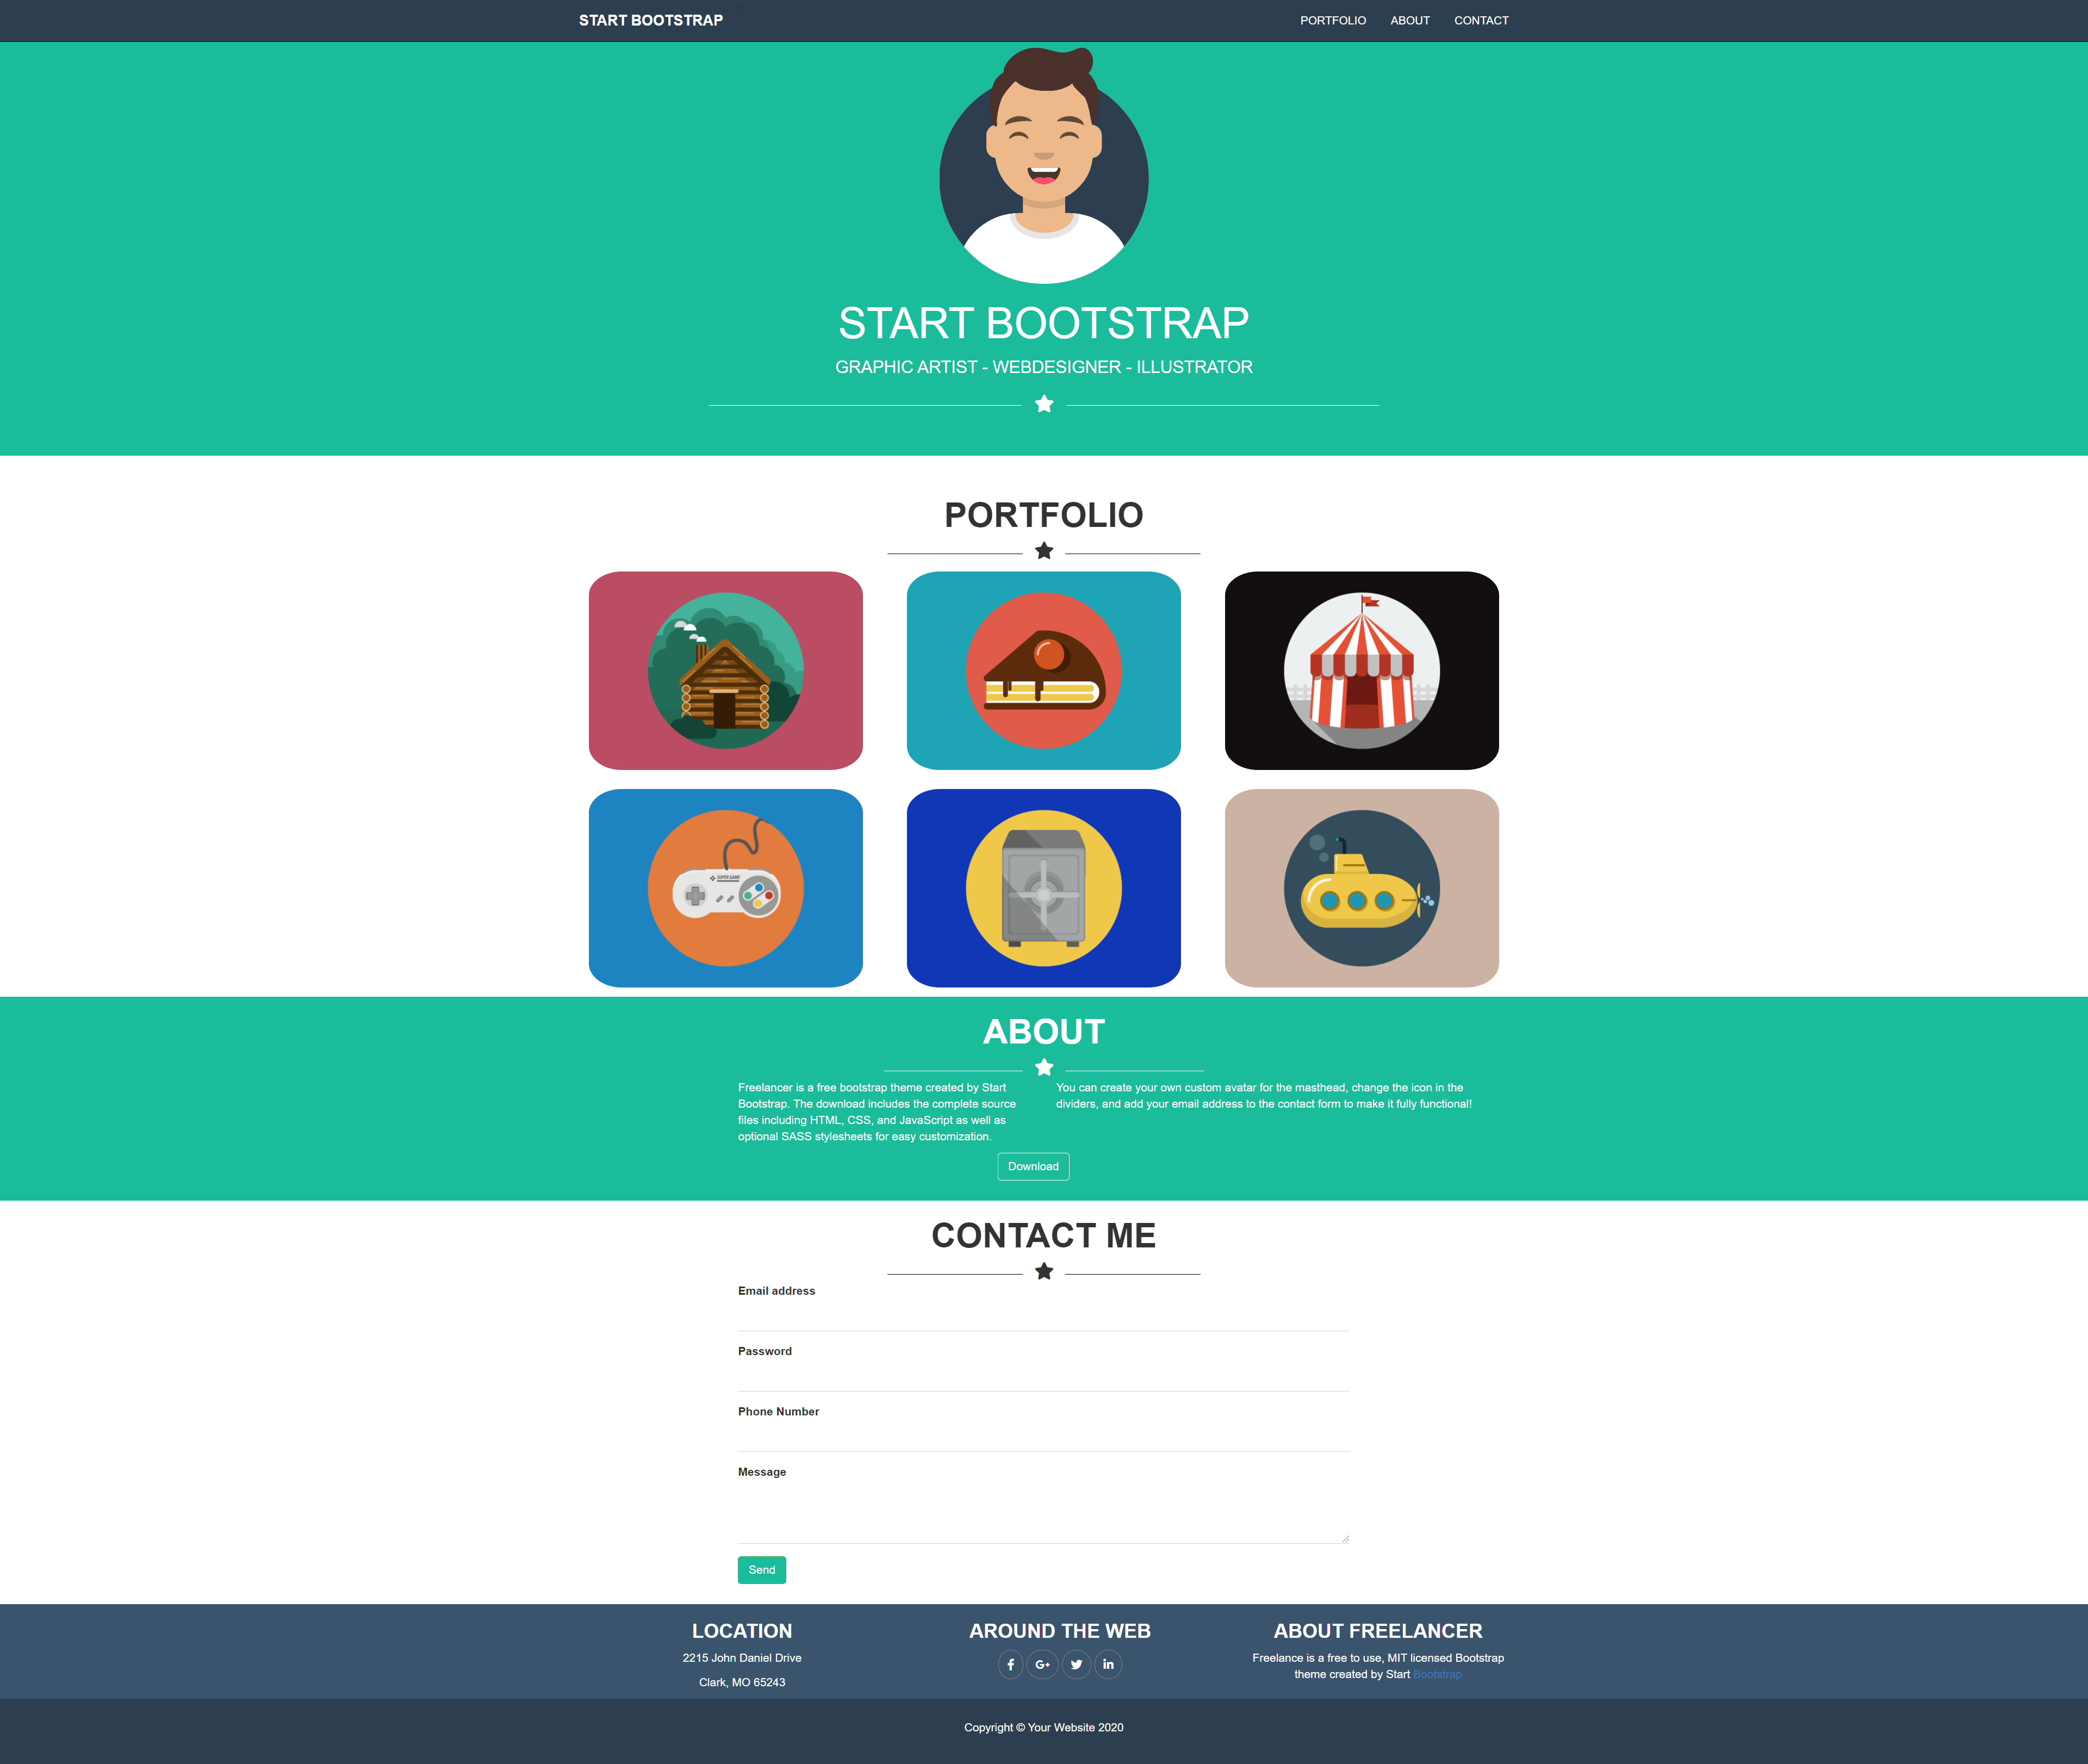 START BOOTSTRAP
PORTFOLIO ABOUT CONTACT
START BOOTSTRAP
GRAPHIC ARTIST - WEBDESIGNER - ILLUSTRATOR
PORTFOLIO
SUPER GAME
ABOUT
Freelancer is a free bootstrap theme created by Start
Bootstrap. The download includes the complete source
files including HTML, CSS, and JavaScript as well as
optional SASS stylesheets for easy customization.
You can create your own custom avatar for the masthead, change the icon in the
dividers, and add your email address to the contact form to make it fully functional!
Download
CONTACT ME
Email address
Password
Phone Number
Message
Send
LOCATION
2215 John Daniel Drive
Clark, MO 65243
AROUND THE WEB
ABOUT FREELANCER
Freelance is a free to use, MIT licensed Bootstrap
theme created by Start Bootstrap
Copyright © Your Website 2020